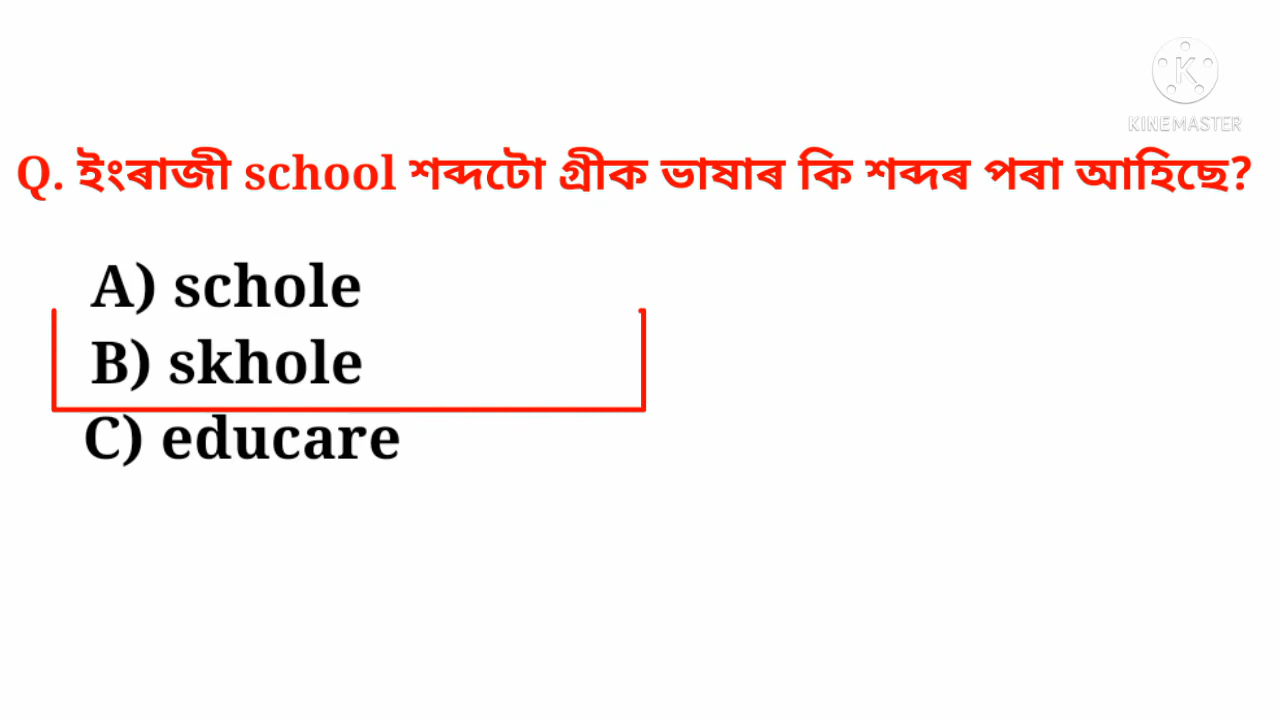 KINEMASTER
Q. ইংৰাজী school শব্দটো গ্ৰীক ভাষাৰ কি শব্দৰ পৰা আহিছে?
A) schole
B) skhole
C) educare